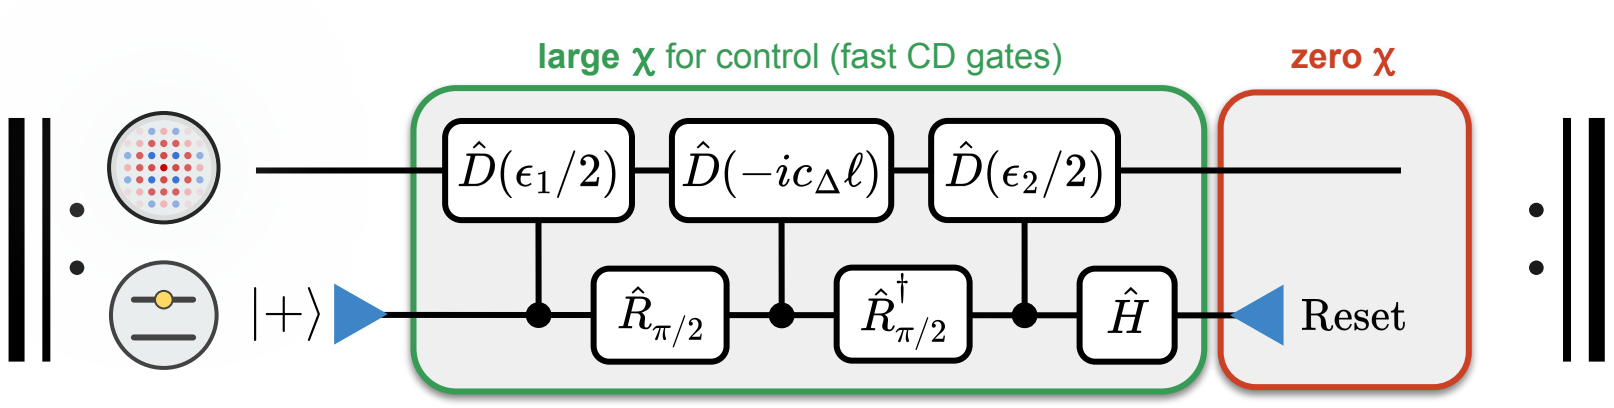 large χ for control (fast CD gates)
zero χ
D̂(ϵ₁/2)
D̂(−ic_Δℓ)
D̂(ϵ₂/2)
|+⟩
R̂_π/2
R̂†_π/2
Ĥ
Reset